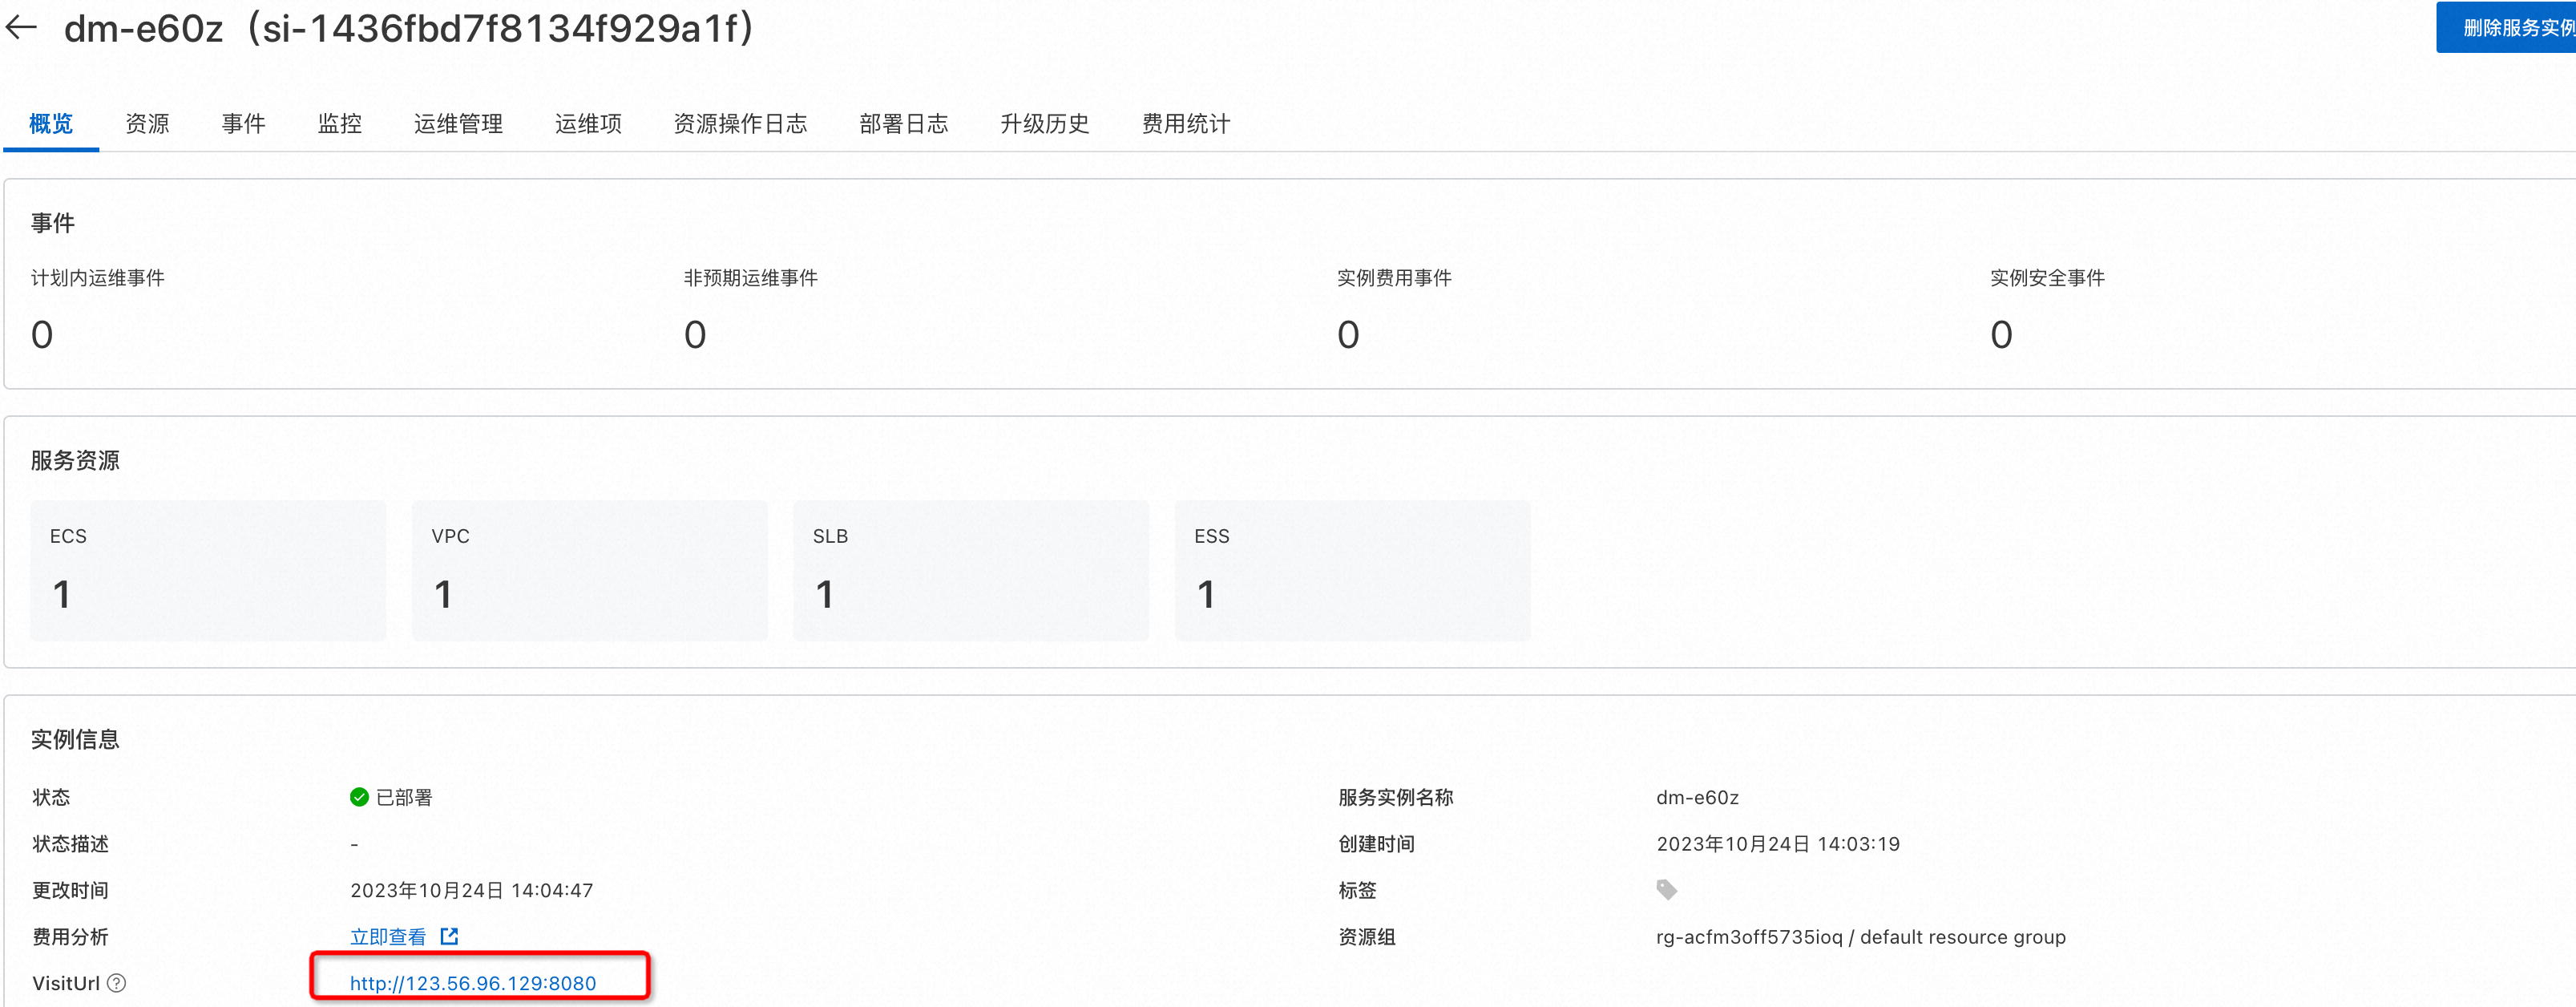 dm-e60z（si-1436fbd7f8134f929a1f）
删除服务实例
概览 资源 事件 监控 运维管理 运维项 资源操作日志 部署日志 升级历史 费用统计
事件
计划内运维事件 非预期运维事件 实例费用事件 实例安全事件
0 0 0 0
服务资源
ECS VPC SLB ESS
1 1 1 1
实例信息
状态 已部署 服务实例名称 dm-e60z
状态描述 - 创建时间 2023年10月24日 14:03:19
更改时间 2023年10月24日 14:04:47 标签
费用分析 立即查看 资源组 rg-acfm3off5735ioq / default resource group
VisitUrl ? http://123.56.96.129:8080